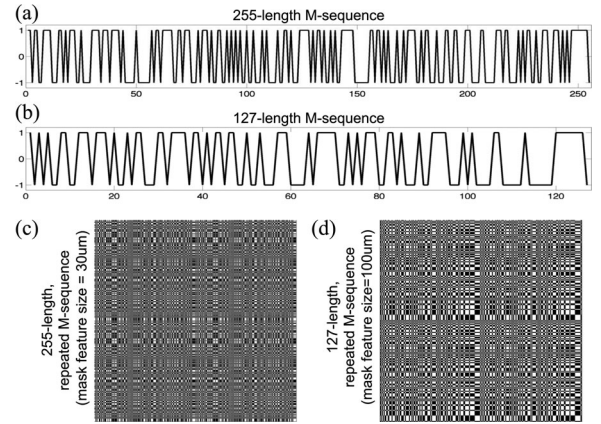 (a)
255-length M-sequence
1
0
-1
0 50 100 150 200 250
(b)
127-length M-sequence
1
0
-1
0 20 40 60 80 100 120
(c)
255-length,
repeated M-sequence
(mask feature size = 30um)
(d)
127-length,
repeated M-sequence
(mask feature size=100um)